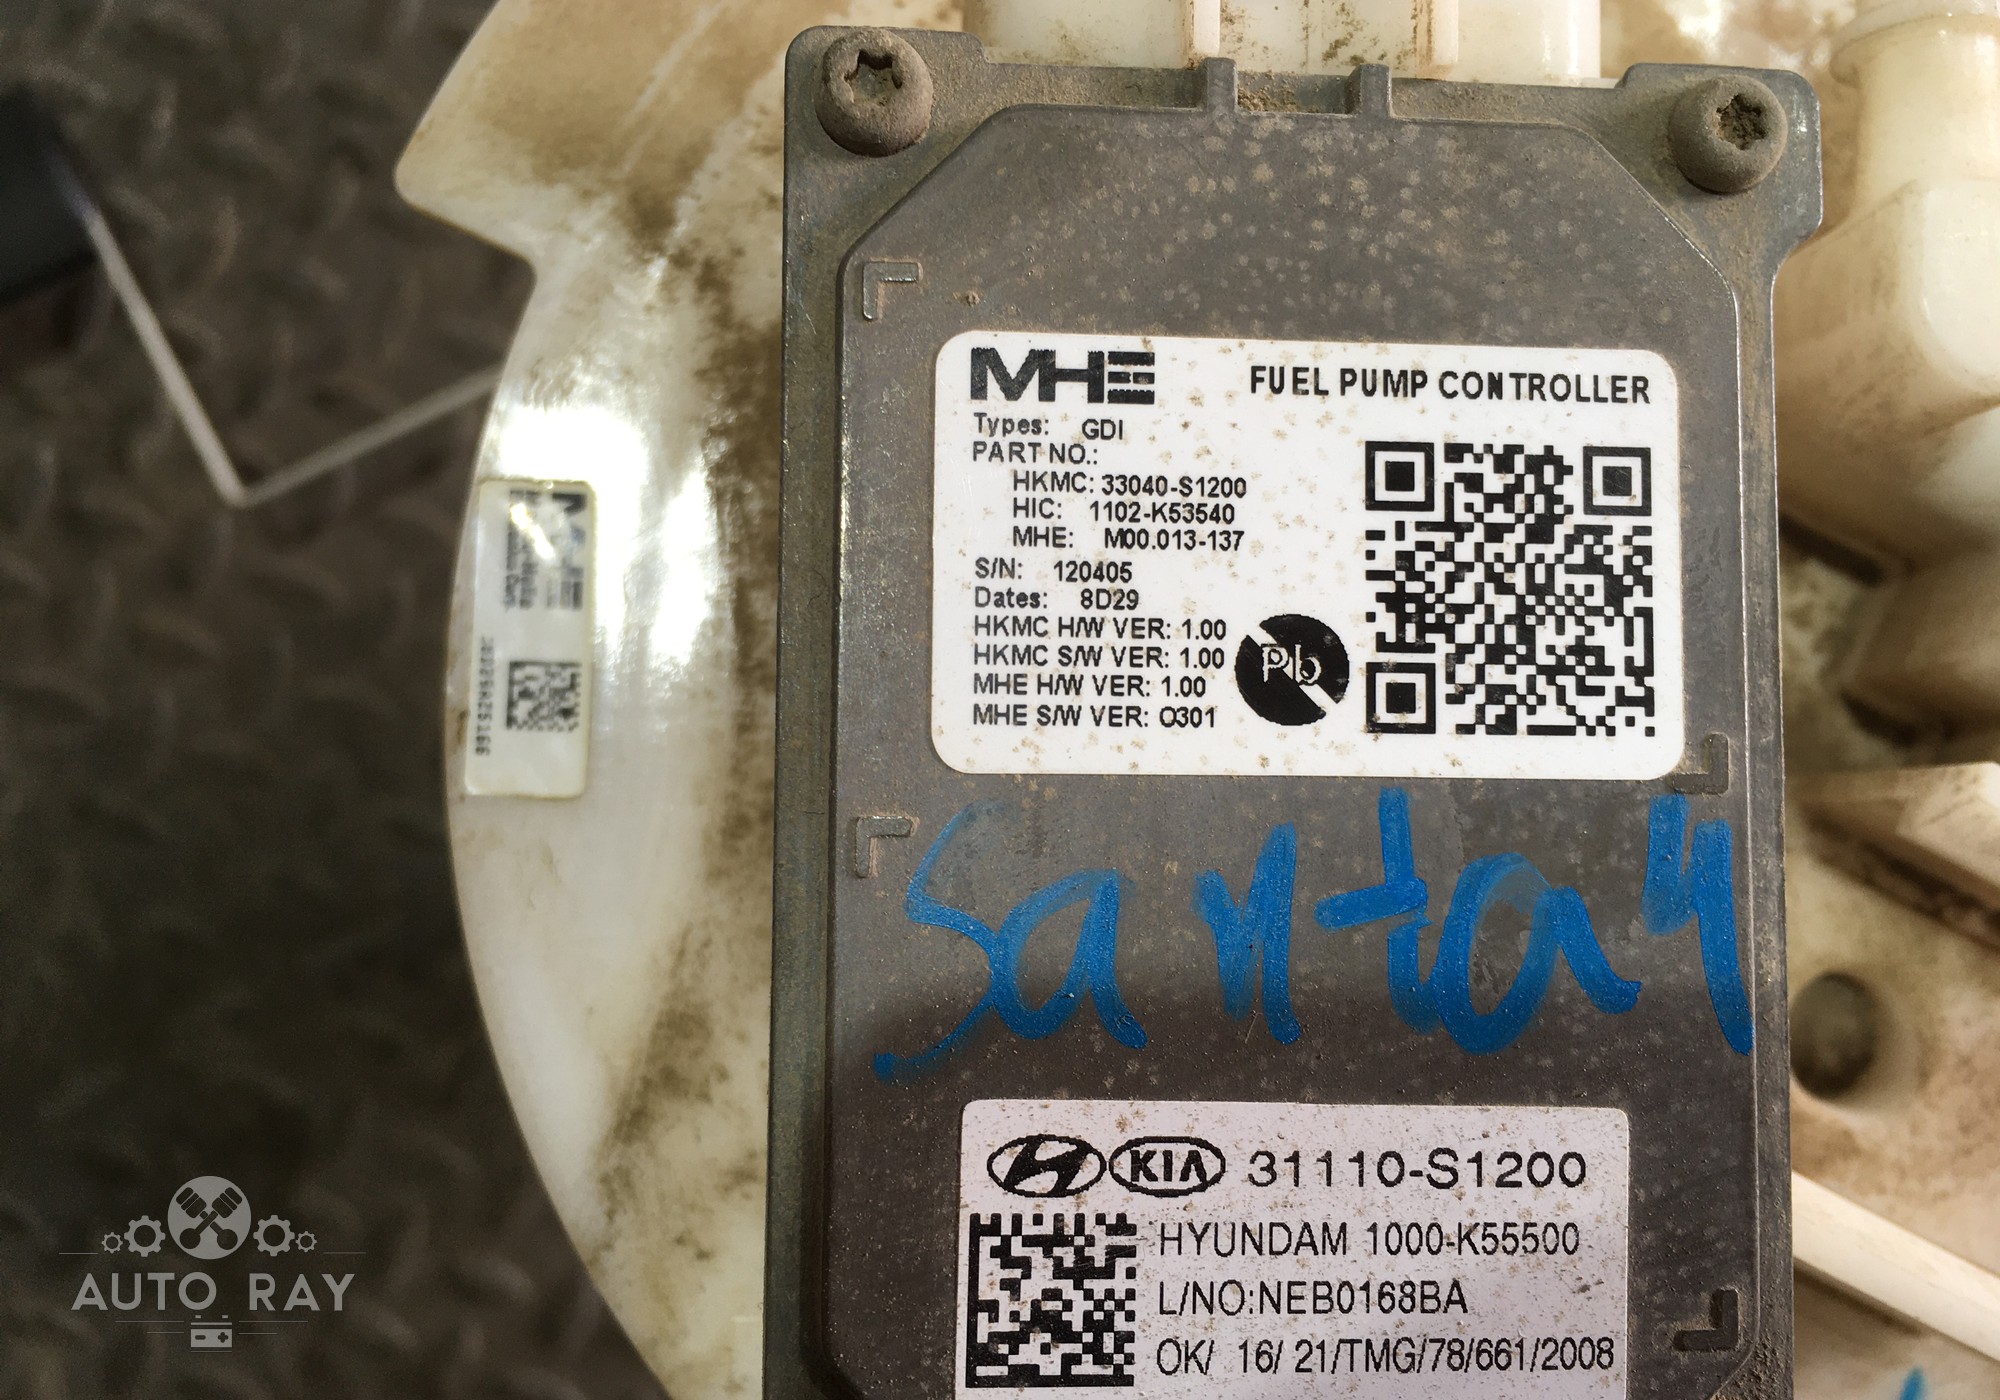 MHE
FUEL PUMP CONTROLLER
Types: GDI
PART NO.:
HKMC: 33040-S1200
HIC: 1102-K53540
MHE: M00.013-137
S/N: 120405
Dates: 8D29
HKMC H/W VER: 1.00
HKMC S/W VER: 1.00
MHE H/W VER: 1.00
MHE S/W VER: 0301
Pb
Santa 4
KIA 31110-S1200
HYUNDAM 1000-K55500
L/NO:NEB0168BA
OK/ 16/ 21/TMG/78/661/2008
AUTO RAY